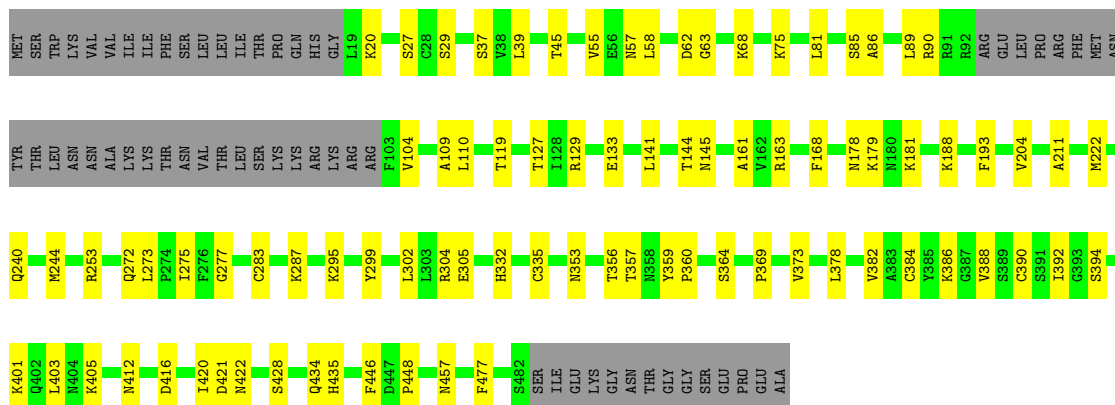 MET SER TRP LYS VAL VAL ILE ILE PHE SER LEU LEU ILE THR PRO GLN HIS GLY L19 K20 S27 C28 S29 S37 V38 L39 T45 V55 E56 N57 L58 D62 G63 K68 K75 L81 S85 A86 L89 R90 R91 R92 ARG GLU LEU PRO ARG PHE MET ASN
TYR THR LEU ASN ASN ALA LYS LYS THR ASN VAL THR LEU SER LYS LYS ARG LYS ARG ARG F103 V104 A109 L110 T119 T127 I128 R129 E133 L141 T144 N145 A161 V162 R163 F168 N178 K179 N180 K181 K188 F193 V204 A211 M222
Q240 M244 R253 Q272 L273 P274 I275 F276 G277 C283 K287 K295 Y299 L302 L303 R304 E305 H332 C335 N353 T356 T357 N358 Y359 P360 S364 P369 V373 L378 V382 A383 C384 Y385 K386 G387 V388 S389 C390 S391 I392 G393 S394
K401 Q402 L403 N404 K405 N412 D416 I420 D421 N422 S428 Q434 H435 F446 D447 P448 N457 F477 S482 SER ILE GLU LYS GLY ASN THR GLY GLY SER GLU PRO GLU ALA